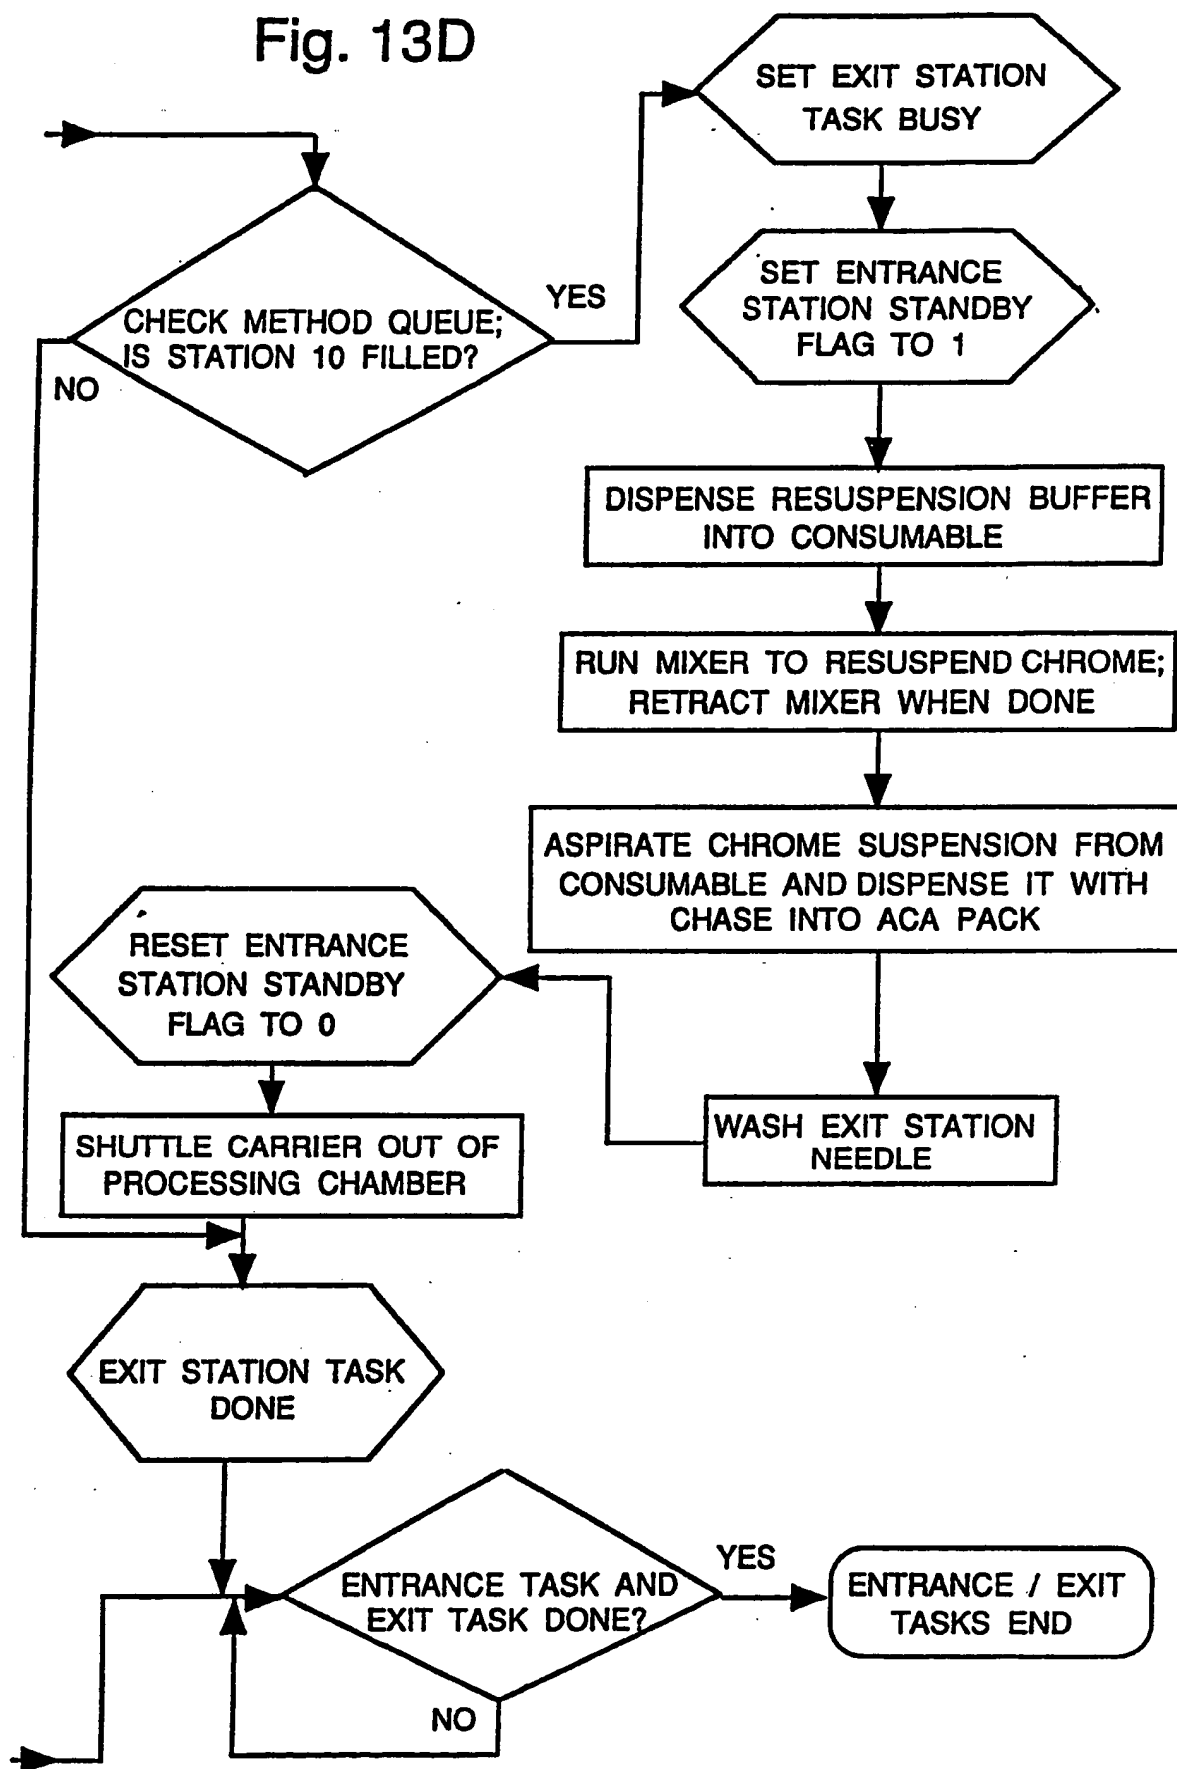 Fig. 13D
SET EXIT STATION
TASK BUSY
SET ENTRANCE
STATION STANDBY
FLAG TO 1
CHECK METHOD QUEUE;
IS STATION 10 FILLED?
YES
NO
DISPENSE RESUSPENSION BUFFER
INTO CONSUMABLE
RUN MIXER TO RESUSPEND CHROME;
RETRACT MIXER WHEN DONE
ASPIRATE CHROME SUSPENSION FROM
CONSUMABLE AND DISPENSE IT WITH
CHASE INTO ACA PACK
WASH EXIT STATION
NEEDLE
RESET ENTRANCE
STATION STANDBY
FLAG TO 0
SHUTTLE CARRIER OUT OF
PROCESSING CHAMBER
EXIT STATION TASK
DONE
ENTRANCE TASK AND
EXIT TASK DONE?
YES
NO
ENTRANCE / EXIT
TASKS END